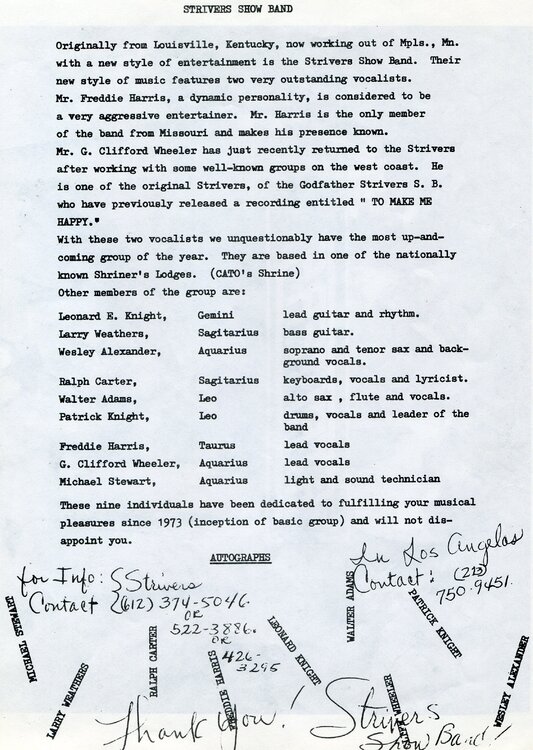 STRIVERS SHOW BAND
Originally from Louisville, Kentucky, now working out of Mpls., Mn.
with a new style of entertainment is the Strivers Show Band. Their
new style of music features two very outstanding vocalists.
Mr. Freddie Harris, a dynamic personality, is considered to be
a very aggressive entertainer. Mr. Harris is the only member
of the band from Missouri and makes his presence known.
Mr. G. Clifford Wheeler has just recently returned to the Strivers
after working with some well-known groups on the west coast. He
is one of the original Strivers, of the Godfather Strivers S. B.
who have previously released a recording entitled " TO MAKE ME
HAPPY."
With these two vocalists we unquestionably have the most up-and-
coming group of the year. They are based in one of the nationally
known Shriner's Lodges. (CATO's Shrine)
Other members of the group are:
Leonard E. Knight, Gemini lead guitar and rhythm.
Larry Weathers, Sagitarius bass guitar.
Wesley Alexander, Aquarius soprano and tenor sax and back-
ground vocals.
Ralph Carter, Sagitarius keyboards, vocals and lyricist.
Walter Adams, Leo alto sax , flute and vocals.
Patrick Knight, Leo drums, vocals and leader of the
band
Freddie Harris, Taurus lead vocals
G. Clifford Wheeler, Aquarius lead vocals
Michael Stewart, Aquarius light and sound technician
These nine individuals have been dedicated to fulfilling your musical
pleasures since 1973 (inception of basic group) and will not dis-
appoint you.
AUTOGRAPHS
for Info: SStrivers
Contact (612) 374-5046.
OR
522-3886.
OR
426-
3295
In Los Angelas
Contact: (213)
750-9451.
MICHAEL STEWART
LARRY WEATHERS
RALPH CARTER
FREDDIE HARRIS
LEONARD KNIGHT
WALTER ADAMS
PATRICK KNIGHT
WHEELER
WESLEY ALEXANDER
Thank You! Strivers
Show Band!!